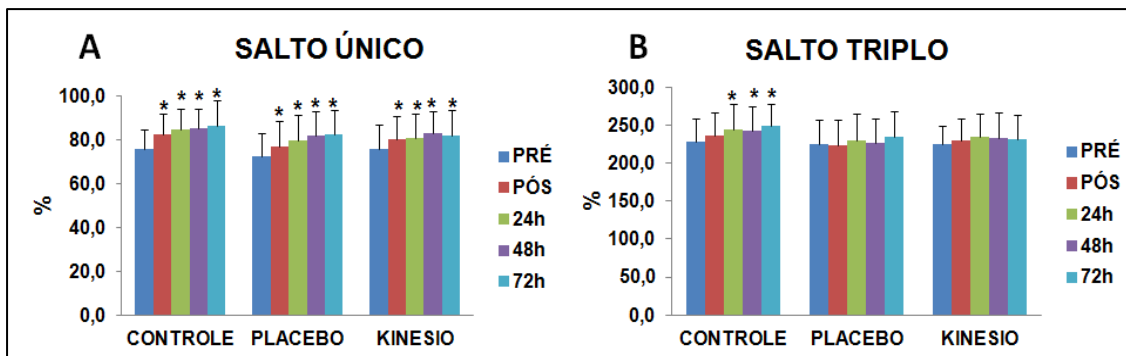 A
SALTO ÚNICO
100,0
80,0
60,0
40,0
20,0
0,0
%
* * * *
* * * *
* * * *
CONTROLE
PLACEBO
KINESIO
PRÉ
PÓS
24h
48h
72h
B
SALTO TRIPLO
300,0
250,0
200,0
150,0
100,0
50,0
0,0
%
* * *
CONTROLE
PLACEBO
KINESIO
PRÉ
PÓS
24h
48h
72h